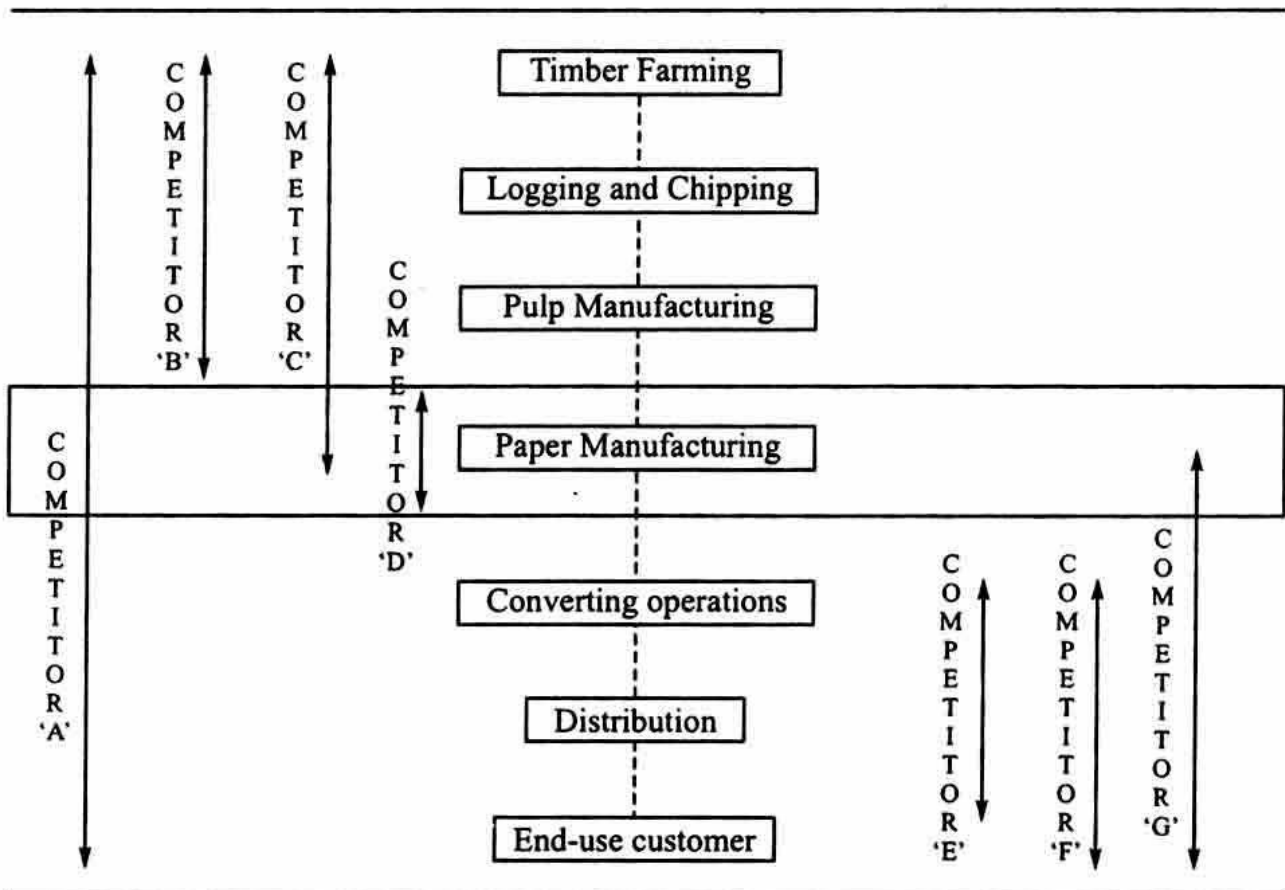 COMPETITOR 'A'
COMPETITOR 'B'
COMPETITOR 'C'
COMPETITOR 'D'
Timber Farming
Logging and Chipping
Pulp Manufacturing
Paper Manufacturing
Converting operations
Distribution
End-use customer
COMPETITOR 'E'
COMPETITOR 'F'
COMPETITOR 'G'